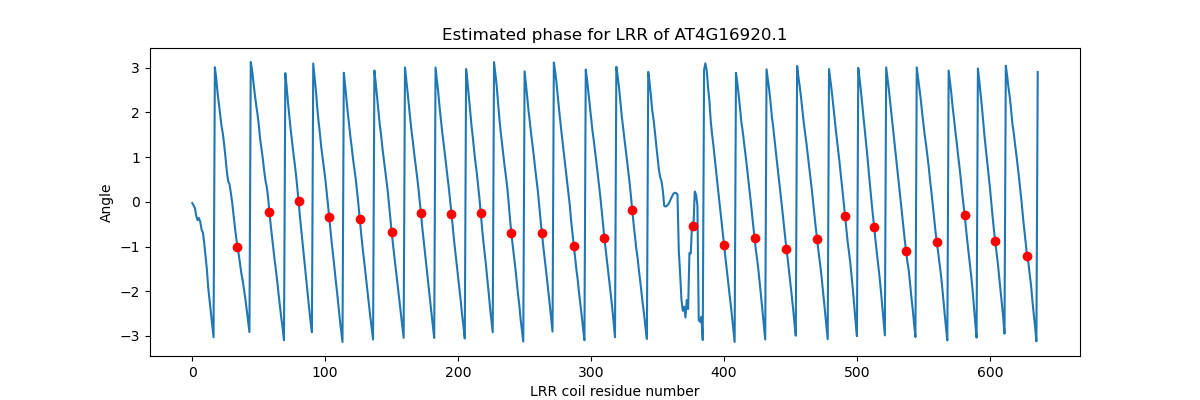 Estimated phase for LRR of AT4G16920.1
3
2
1
0
−1
−2
−3
Angle
0 100 200 300 400 500 600
LRR coil residue number